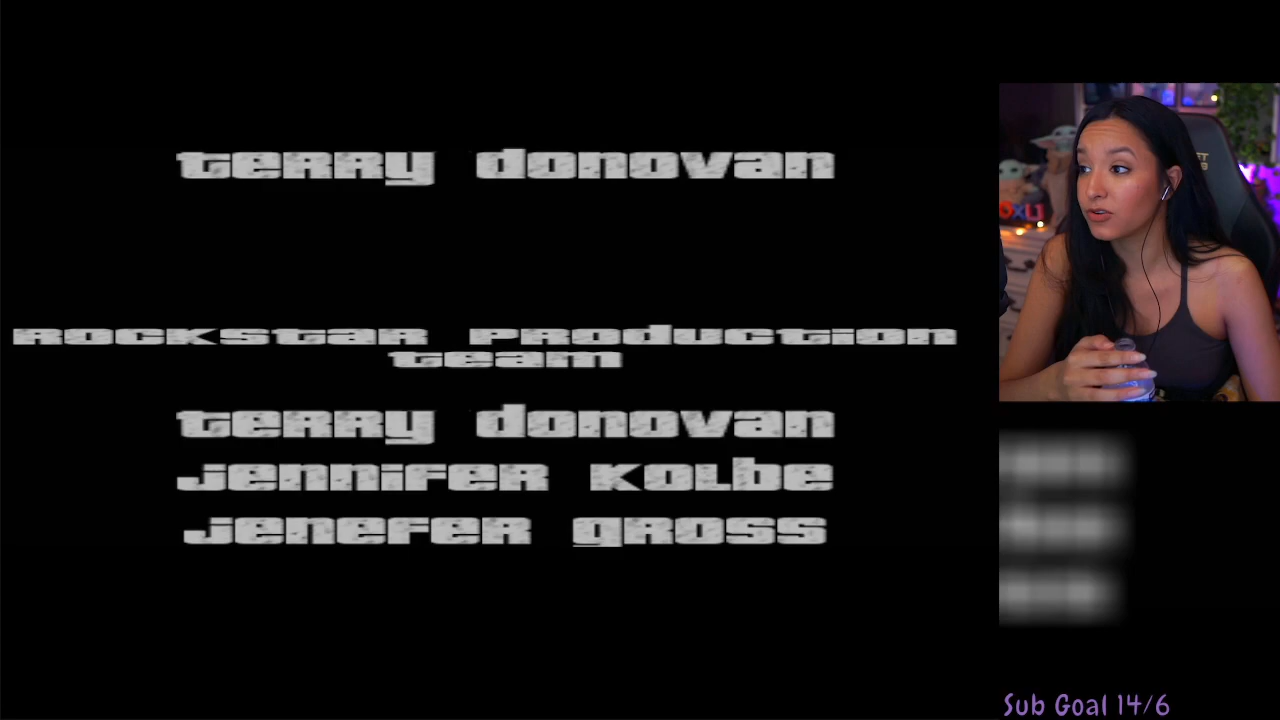 terry donovan
Rockstar Production
team
terry donovan
Jennifer Kolbe
Jenefer gross
Sub Goal 14/6